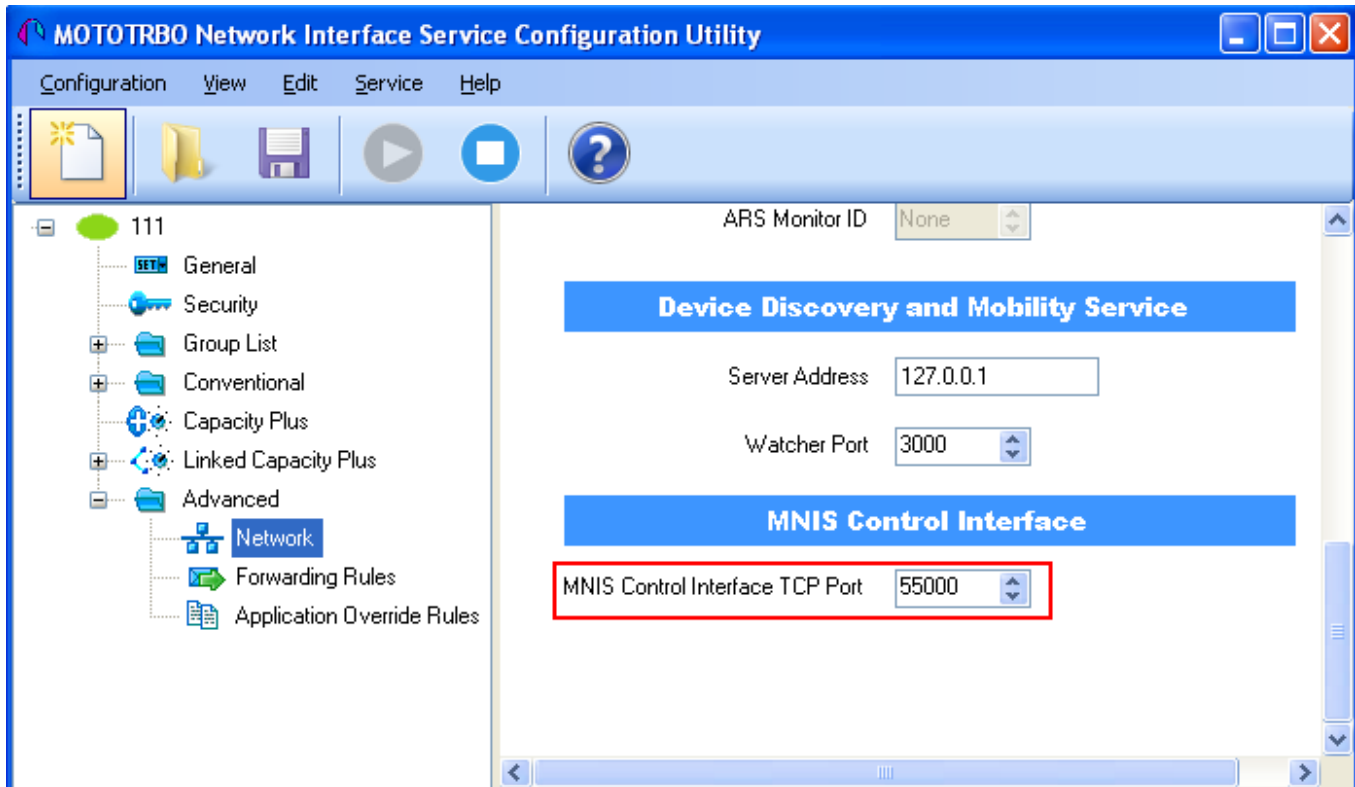 MOTOTRBO Network Interface Service Configuration Utility
Configuration View Edit Service Help
111
SET
General
Security
Group List
Conventional
Capacity Plus
Linked Capacity Plus
Advanced
Network
Forwarding Rules
Application Override Rules
ARS Monitor ID None
Device Discovery and Mobility Service
Server Address 127.0.0.1
Watcher Port 3000
MNIS Control Interface
MNIS Control Interface TCP Port 55000